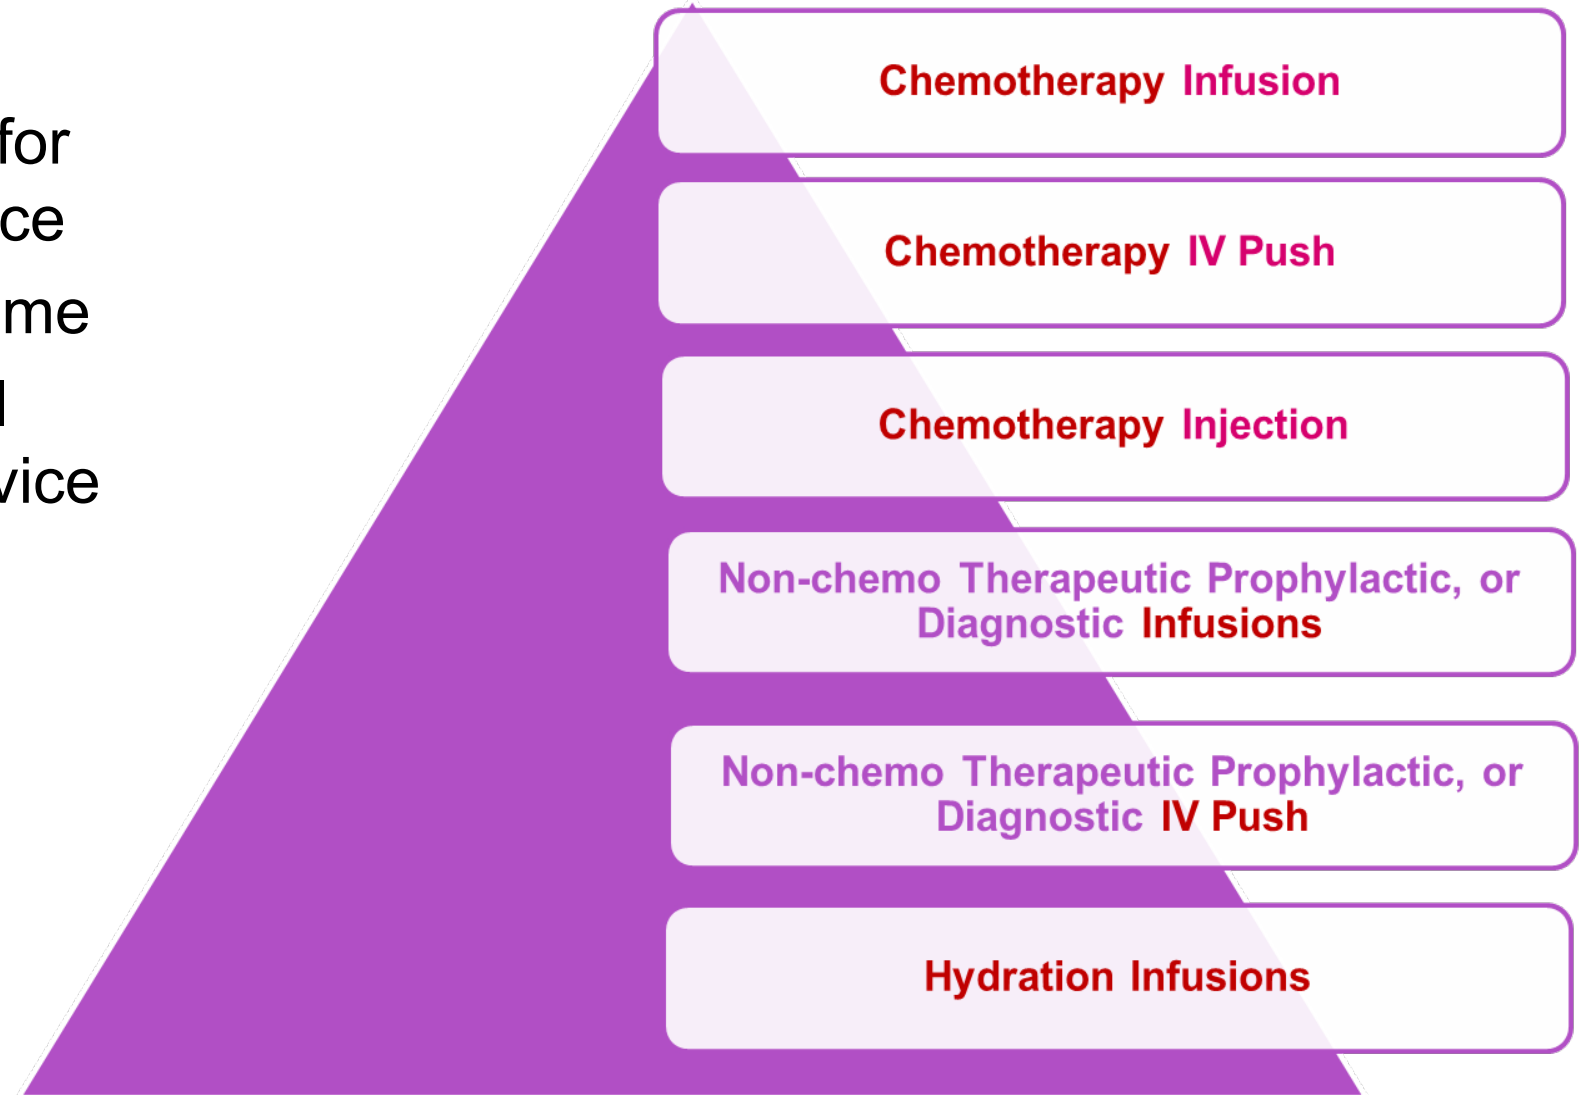 for
ce
me
vice
Chemotherapy Infusion
Chemotherapy IV Push
Chemotherapy Injection
Non-chemo Therapeutic Prophylactic, or
Diagnostic Infusions
Non-chemo Therapeutic Prophylactic, or
Diagnostic IV Push
Hydration Infusions